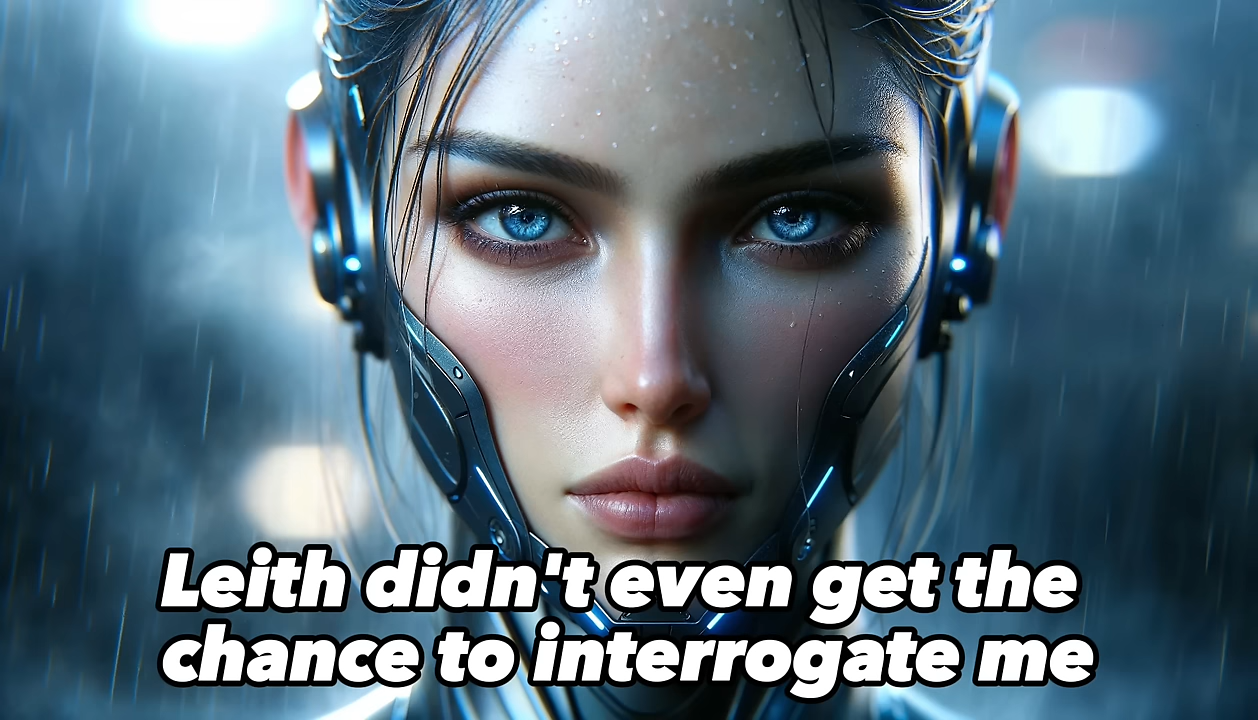 Leith didn't even get the
chance to interrogate me